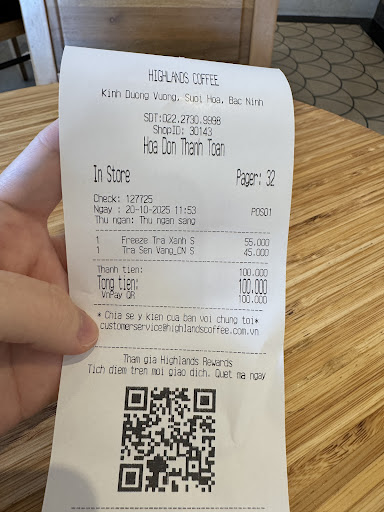 HIGHLANDS COFFEE
Kinh Duong Vuong, Suoi Hoa, Bac Ninh
SDT:022.2730.9998
ShopID: 30143
Hoa Don Thanh Toan
In Store Pager: 32
Check: 127725
Ngay : 20-10-2025 11:53 POS01
Thu ngan: Thu ngan sang
1 Freeze Tra Xanh S 55.000
1 Tra Sen Vang_CN S 45.000
Thanh tien: 100.000
Tong tien: 100.000
VnPay QR 100.000
* Chia se y kien cua ban voi chung toi*
customerservice@highlandscoffee.com.vn
Tham gia Highlands Rewards
Tich diem tren moi giao dich. Quet ma ngay